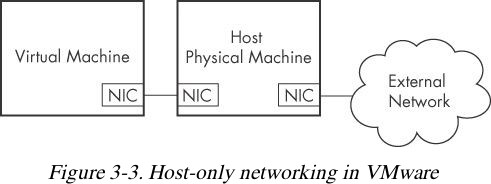 Virtual Machine
NIC
Host
Physical Machine
NIC
NIC
External
Network
Figure 3-3. Host-only networking in VMware